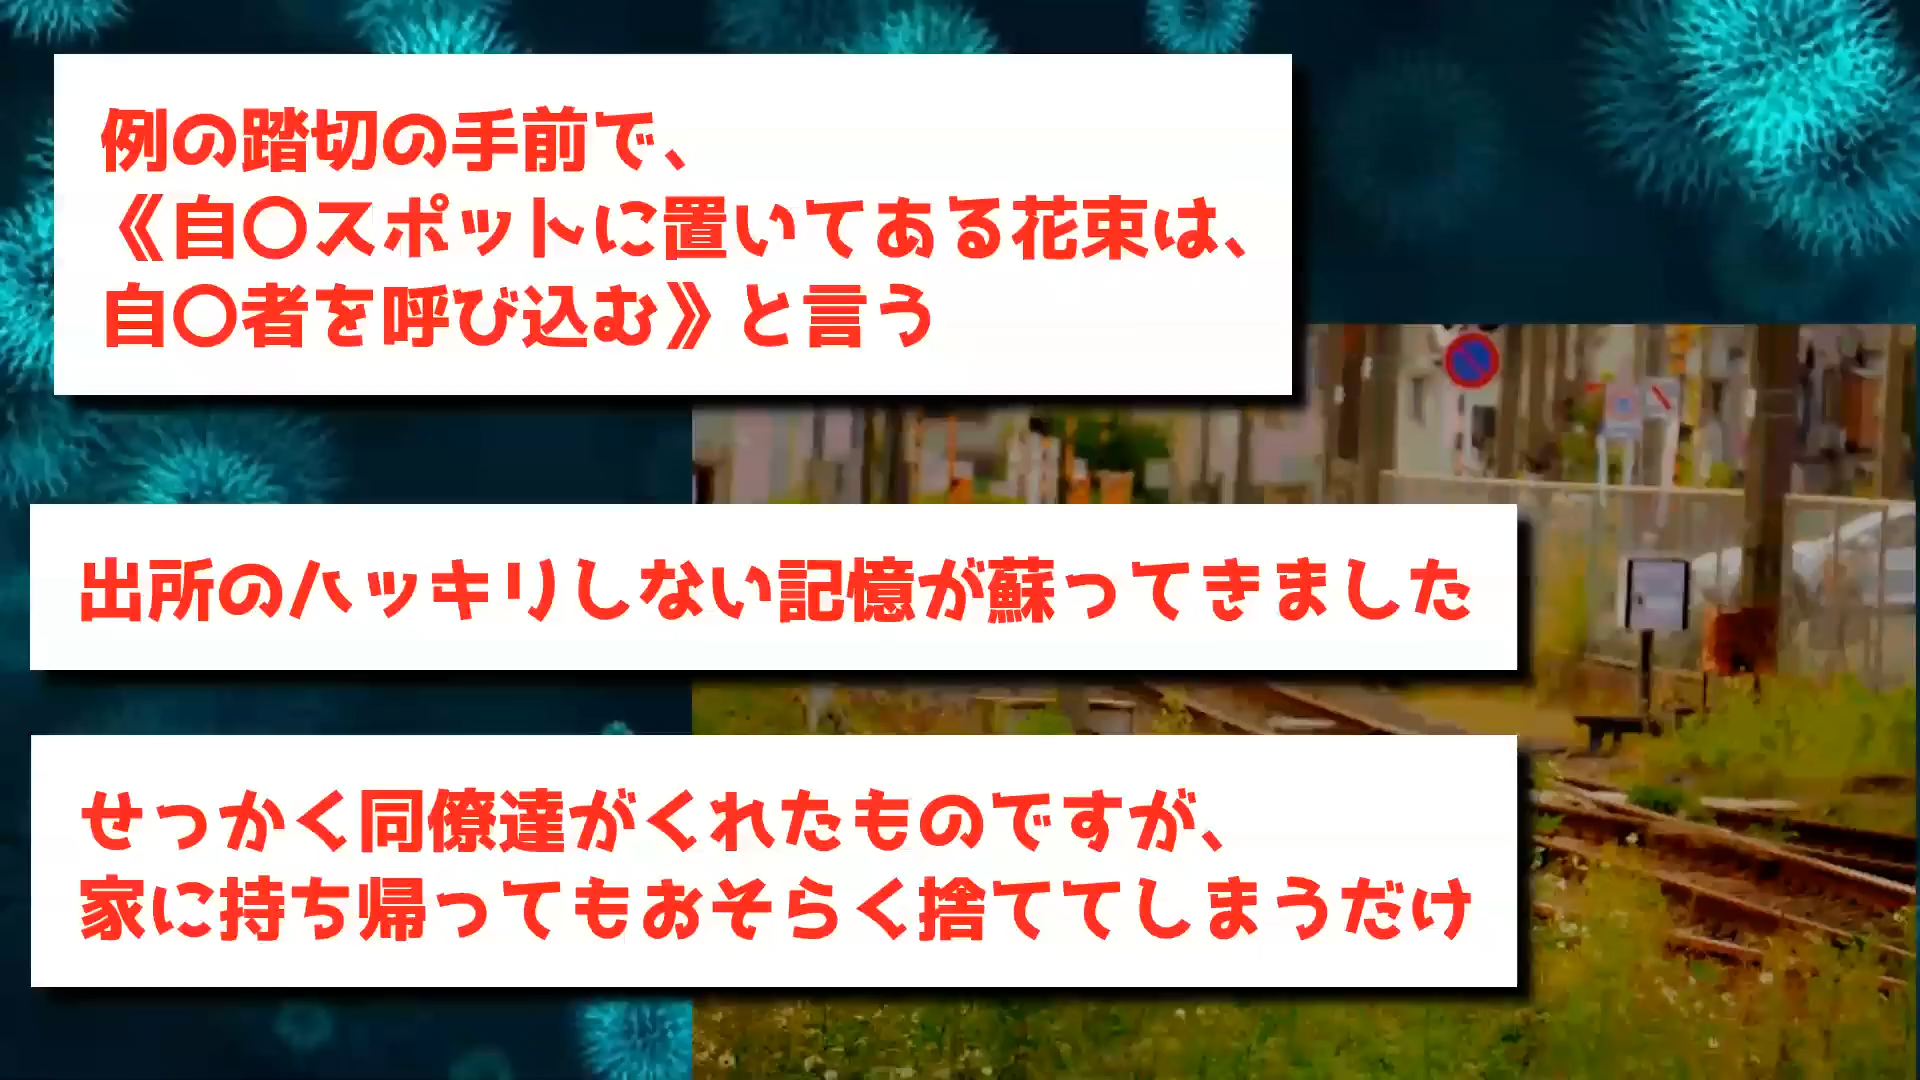 例の踏切の手前で、
《自〇スポットに置いてある花束は、
自〇者を呼び込む》と言う
出所のハッキリしない記憶が蘇ってきました
せっかく同僚達がくれたものですが、
家に持ち帰ってもおそらく捨ててしまうだけ